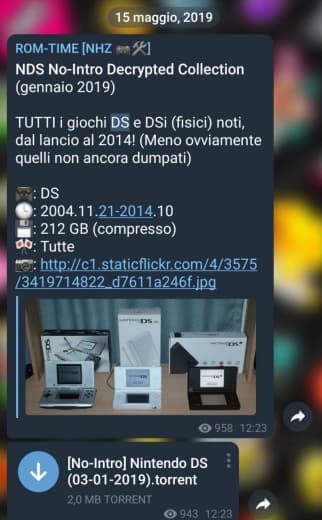 15 maggio, 2019
ROM-TIME [NHZ 🎮🛠]
NDS No-Intro Decrypted Collection
(gennaio 2019)
TUTTI i giochi DS e DSi (fisici) noti,
dal lancio al 2014! (Meno ovviamente
quelli non ancora dumpati)
🎮: DS
🕒: 2004.11.21-2014.10
💾: 212 GB (compresso)
🎌: Tutte
📷: http://c1.staticflickr.com/4/3575
/3419714822_d7611a246f.jpg
958 12:23
[No-Intro] Nintendo DS
(03-01-2019).torrent
2,0 MB TORRENT
943 12:23